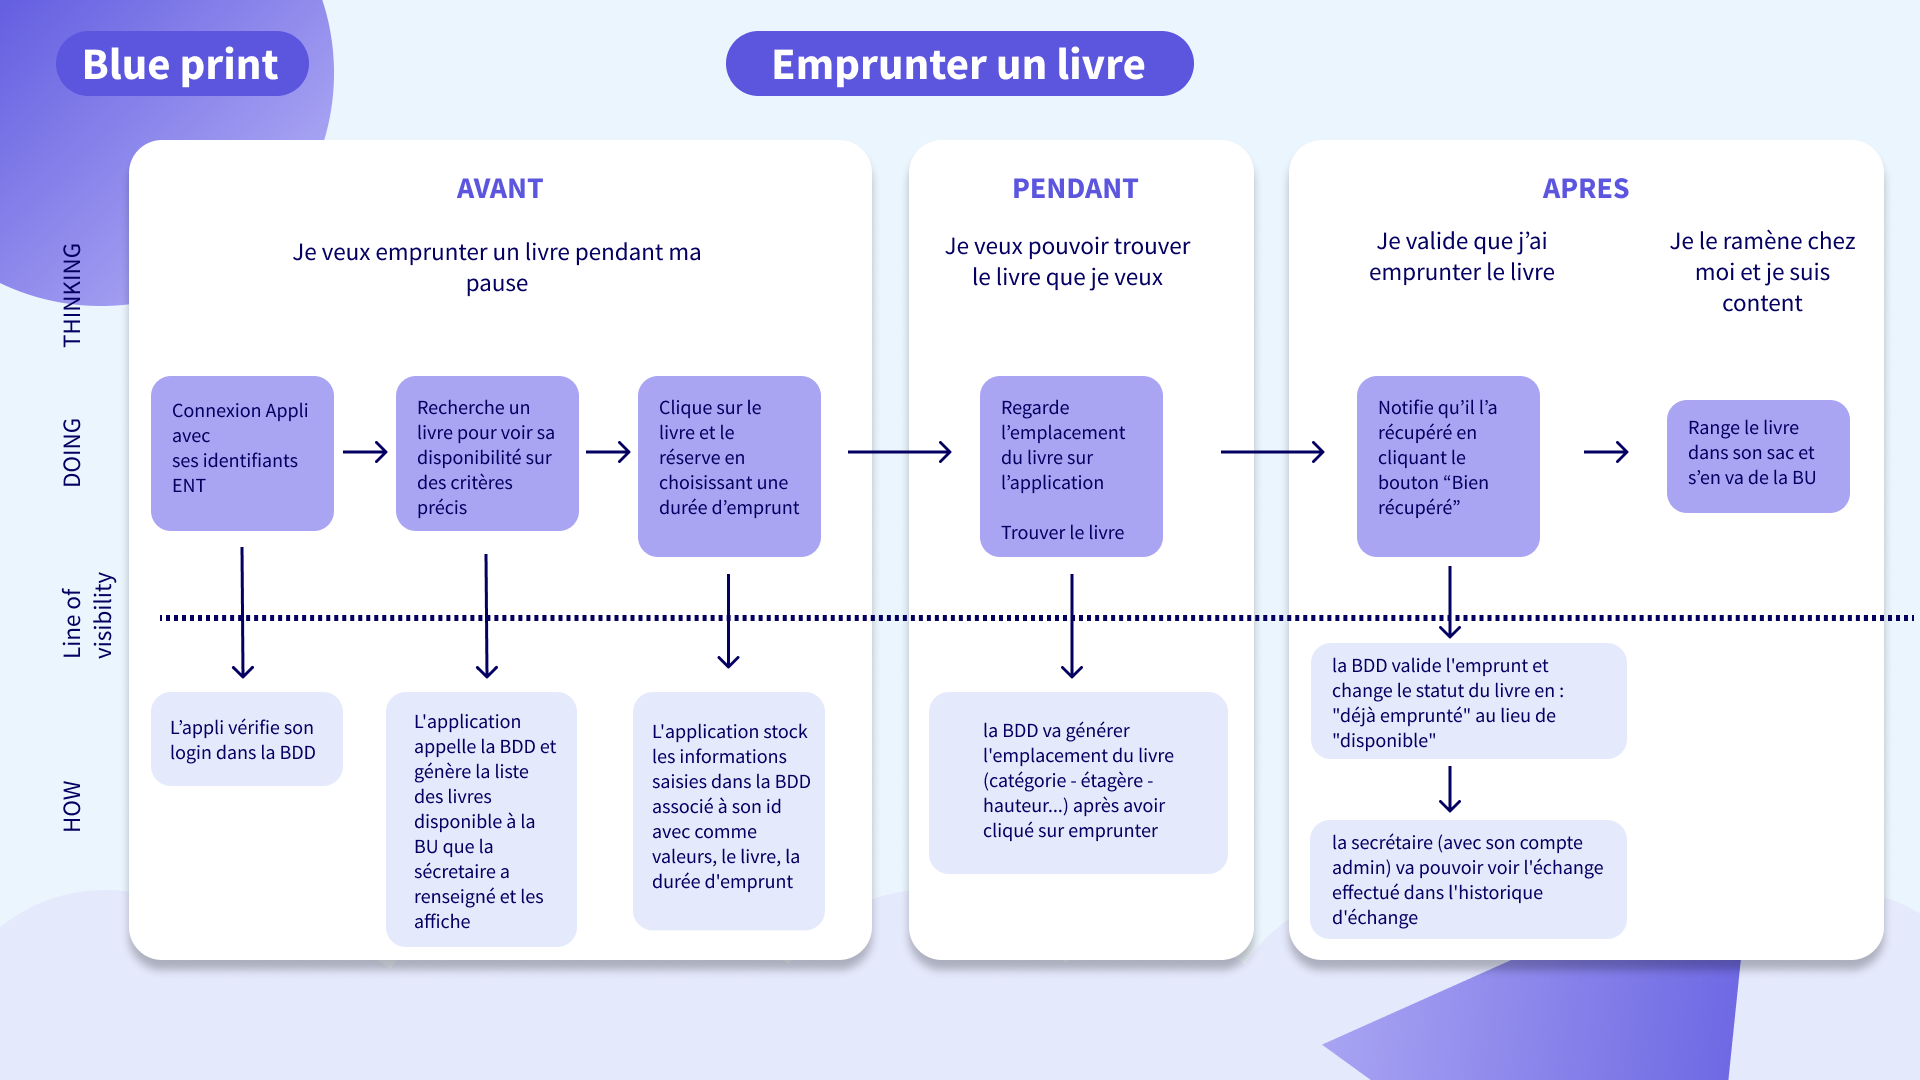 Blue print
Emprunter un livre
AVANT
PENDANT
APRES
THINKING
Je veux emprunter un livre pendant ma
pause
Je veux pouvoir trouver
le livre que je veux
Je valide que j’ai
emprunter le livre
Je le ramène chez
moi et je suis
content
DOING
Connexion Appli
avec
ses identifiants
ENT
Recherche un
livre pour voir sa
disponibilité sur
des critères
précis
Clique sur le
livre et le
réserve en
choisissant une
durée d’emprunt
Regarde
l’emplacement
du livre sur
l’application
Trouver le livre
Notifie qu’il l’a
récupéré en
cliquant le
bouton “Bien
récupéré”
Range le livre
dans son sac et
s’en va de la BU
Line of
visibility
HOW
L’appli vérifie son
login dans la BDD
L'application
appelle la BDD et
génère la liste
des livres
disponible à la
BU que la
sécretaire a
renseigné et les
affiche
L'application stock
les informations
saisies dans la BDD
associé à son id
avec comme
valeurs, le livre, la
durée d'emprunt
la BDD va générer
l'emplacement du livre
(catégorie - étagère -
hauteur...) après avoir
cliqué sur emprunter
la BDD valide l'emprunt et
change le statut du livre en :
"déjà emprunté" au lieu de
"disponible"
la secrétaire (avec son compte
admin) va pouvoir voir l'échange
effectué dans l'historique
d'échange